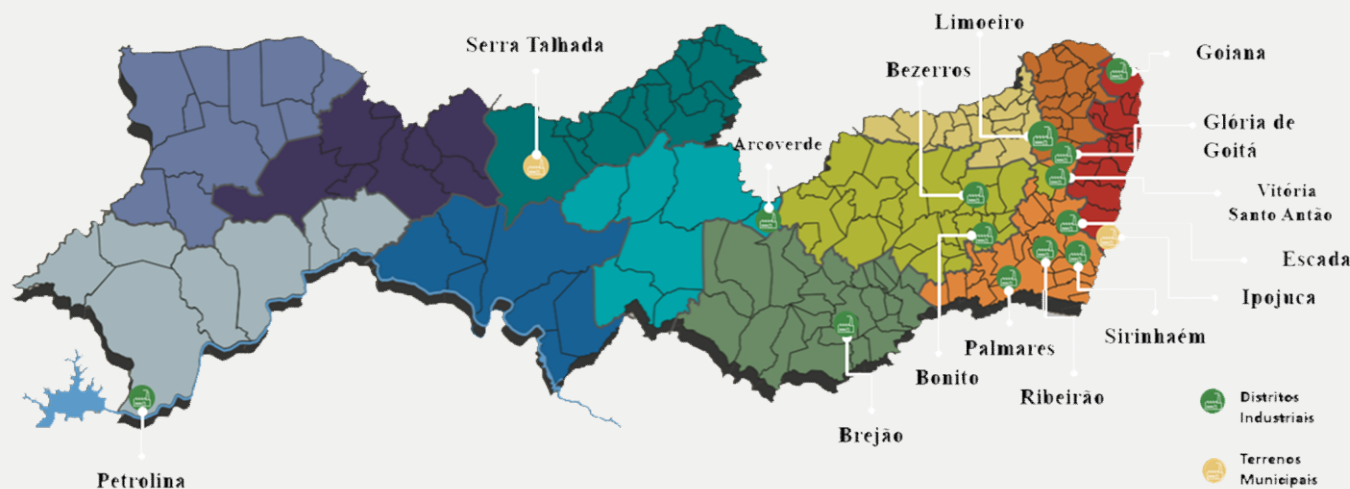 Limoeiro
Serra Talhada
Goiana
Bezerros
Glória de
Goitá
Arcoverde
Vitória
Santo Antão
Escada
Ipojuca
Sirinhaém
Palmares
Bonito
Ribeirão
Distritos
Industriais
Brejão
Terrenos
Municipais
Petrolina